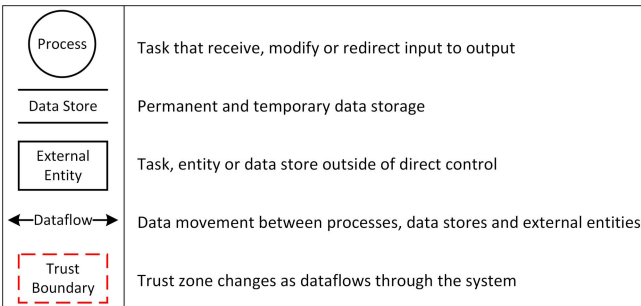 Process
Task that receive, modify or redirect input to output
Data Store
Permanent and temporary data storage
External
Entity
Task, entity or data store outside of direct control
Dataflow
Data movement between processes, data stores and external entities
Trust
Boundary
Trust zone changes as dataflows through the system